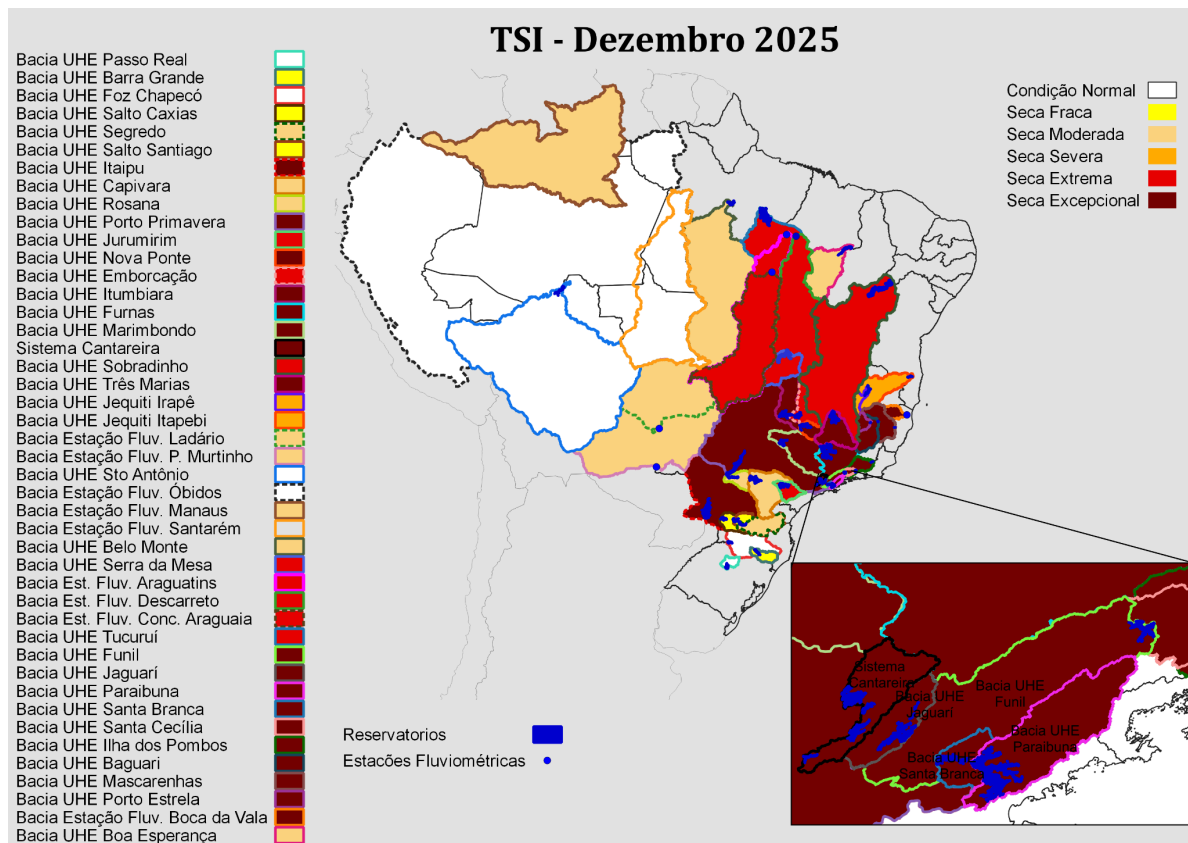 TSI - Dezembro 2025
Bacia UHE Passo Real
Bacia UHE Barra Grande
Bacia UHE Foz Chapecó
Bacia UHE Salto Caxias
Bacia UHE Segredo
Bacia UHE Salto Santiago
Bacia UHE Itaipu
Bacia UHE Capivara
Bacia UHE Rosana
Bacia UHE Porto Primavera
Bacia UHE Jurumirim
Bacia UHE Nova Ponte
Bacia UHE Emborcação
Bacia UHE Itumbiara
Bacia UHE Furnas
Bacia UHE Marimbondo
Sistema Cantareira
Bacia UHE Sobradinho
Bacia UHE Três Marias
Bacia UHE Jequiti Irapê
Bacia UHE Jequiti Itapebi
Bacia Estação Fluv. Ladário
Bacia Estação Fluv. P. Murtinho
Bacia UHE Sto Antônio
Bacia Estação Fluv. Óbidos
Bacia Estação Fluv. Manaus
Bacia Estação Fluv. Santarém
Bacia UHE Belo Monte
Bacia UHE Serra da Mesa
Bacia Est. Fluv. Araguatins
Bacia Est. Fluv. Descarreto
Bacia Est. Fluv. Conc. Araguaia
Bacia UHE Tucuruí
Bacia UHE Funil
Bacia UHE Jaguarí
Bacia UHE Paraibuna
Bacia UHE Santa Branca
Bacia UHE Santa Cecília
Bacia UHE Ilha dos Pombos
Bacia UHE Baguari
Bacia UHE Mascarenhas
Bacia UHE Porto Estrela
Bacia Estação Fluv. Boca da Vala
Bacia UHE Boa Esperança
Condição Normal
Seca Fraca
Seca Moderada
Seca Severa
Seca Extrema
Seca Excepcional
Reservatorios
Estacões Fluviométricas
Sistema
Cantareira
Bacia UHE
Jaguarí
Bacia UHE
Funil
Bacia UHE
Paraibuna
Bacia UHE
Santa Branca